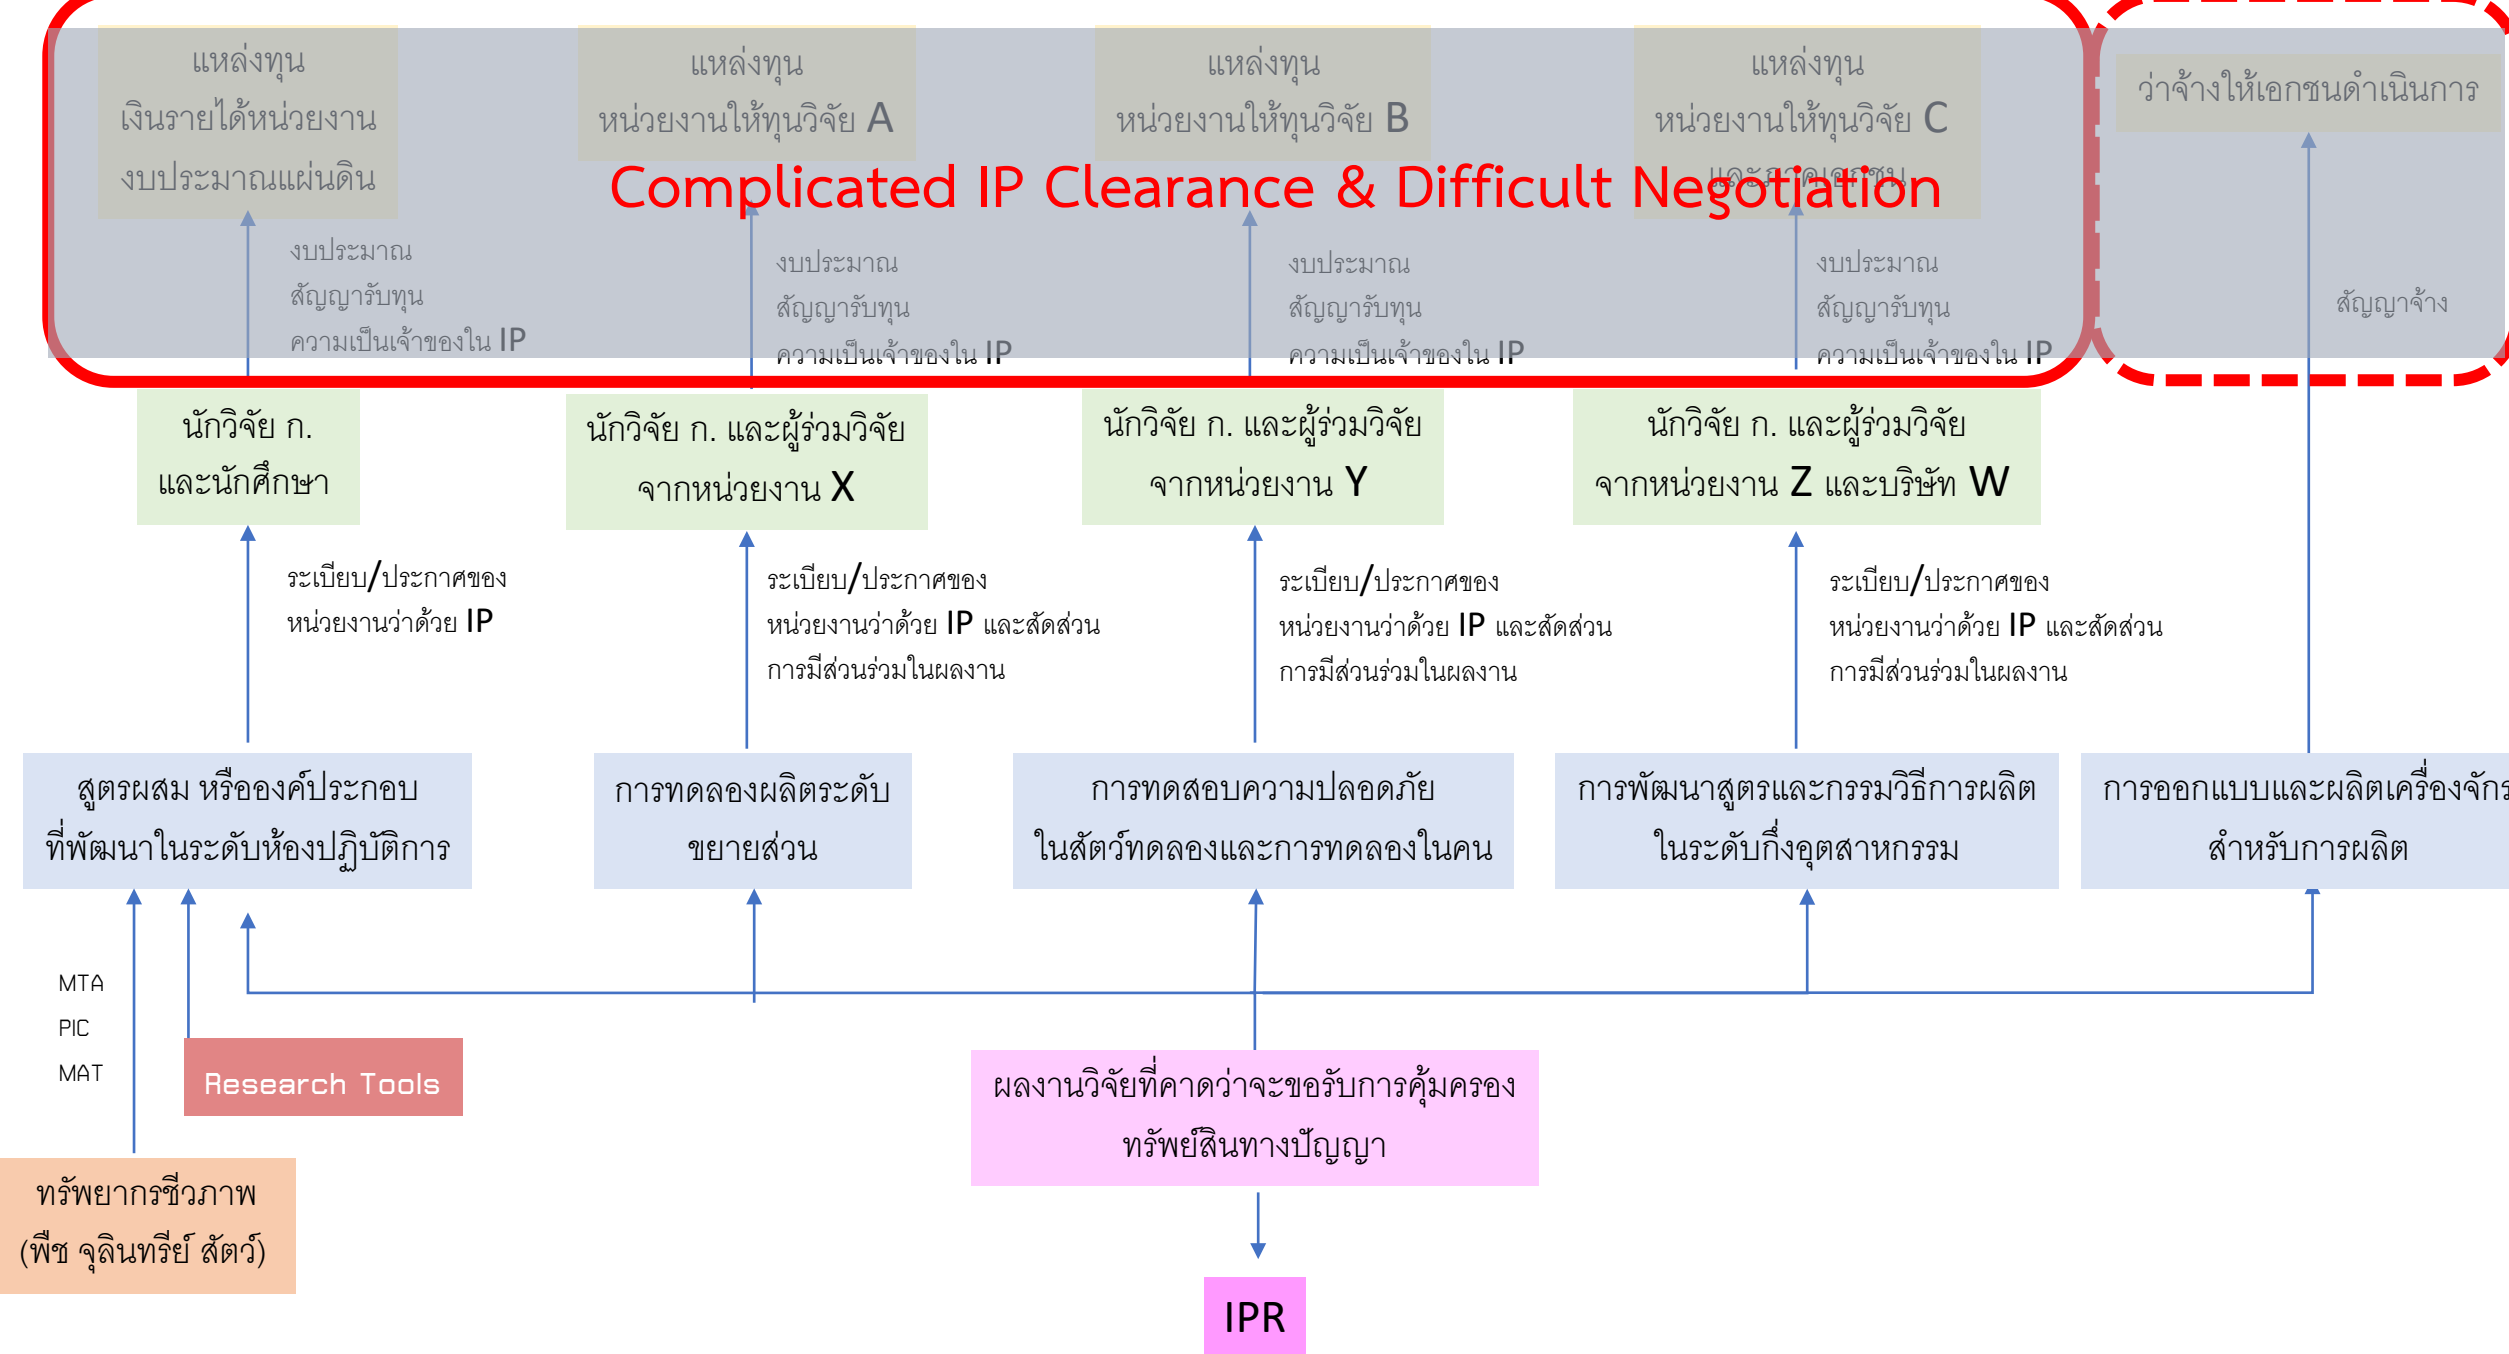 แหล่งทุน
เงินรายได้หน่วยงาน
งบประมาณแผ่นดิน
แหล่งทุน
หน่วยงานให้ทุนวิจัย A
แหล่งทุน
หน่วยงานให้ทุนวิจัย B
แหล่งทุน
หน่วยงานให้ทุนวิจัย C
และภาคเอกชน
ว่าจ้างให้เอกชนดำเนินการ
Complicated IP Clearance & Difficult Negotiation
งบประมาณ
สัญญารับทุน
ความเป็นเจ้าของใน IP
งบประมาณ
สัญญารับทุน
ความเป็นเจ้าของใน IP
งบประมาณ
สัญญารับทุน
ความเป็นเจ้าของใน IP
งบประมาณ
สัญญารับทุน
ความเป็นเจ้าของใน IP
สัญญาจ้าง
นักวิจัย ก.
และนักศึกษา
นักวิจัย ก. และผู้ร่วมวิจัย
จากหน่วยงาน X
นักวิจัย ก. และผู้ร่วมวิจัย
จากหน่วยงาน Y
นักวิจัย ก. และผู้ร่วมวิจัย
จากหน่วยงาน Z และบริษัท W
ระเบียบ/ประกาศของ
หน่วยงานว่าด้วย IP
ระเบียบ/ประกาศของ
หน่วยงานว่าด้วย IP และสัดส่วน
การมีส่วนร่วมในผลงาน
ระเบียบ/ประกาศของ
หน่วยงานว่าด้วย IP และสัดส่วน
การมีส่วนร่วมในผลงาน
ระเบียบ/ประกาศของ
หน่วยงานว่าด้วย IP และสัดส่วน
การมีส่วนร่วมในผลงาน
สูตรผสม หรือองค์ประกอบ
ที่พัฒนาในระดับห้องปฏิบัติการ
การทดลองผลิตระดับ
ขยายส่วน
การทดสอบความปลอดภัย
ในสัตว์ทดลองและการทดลองในคน
การพัฒนาสูตรและกรรมวิธีการผลิต
ในระดับกึ่งอุตสาหกรรม
การออกแบบและผลิตเครื่องจักร
สำหรับการผลิต
MTA
PIC
MAT
Research Tools
ผลงานวิจัยที่คาดว่าจะขอรับการคุ้มครอง
ทรัพย์สินทางปัญญา
ทรัพยากรชีวภาพ
(พืช จุลินทรีย์ สัตว์)
IPR